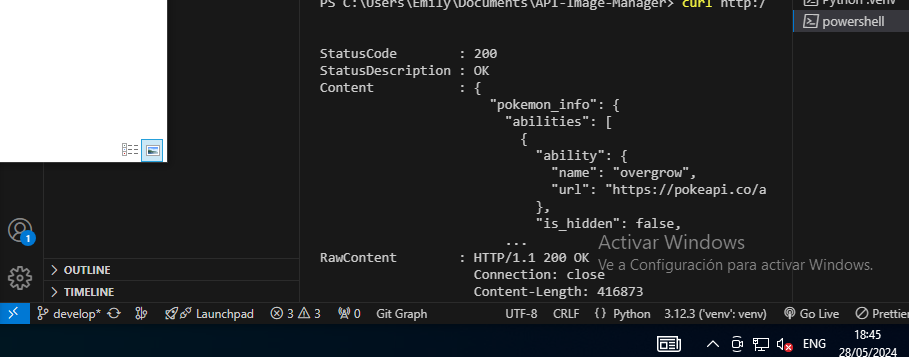 PS C:\Users\Emily\Documents\API-Image-Manager> curl http:/
Python .venv
powershell
StatusCode : 200
StatusDescription : OK
Content : {
"pokemon_info": {
"abilities": [
{
"ability": {
"name": "overgrow",
"url": "https://pokeapi.co/a
},
"is_hidden": false,
...
RawContent : HTTP/1.1 200 OK
Connection: close
Content-Length: 416873
Activar Windows
Ve a Configuración para activar Windows.
1
OUTLINE
TIMELINE
develop* Launchpad 3 3 0 Git Graph UTF-8 CRLF {} Python 3.12.3 ('venv': venv) Go Live Prettier
ENG 18:45
28/05/2024